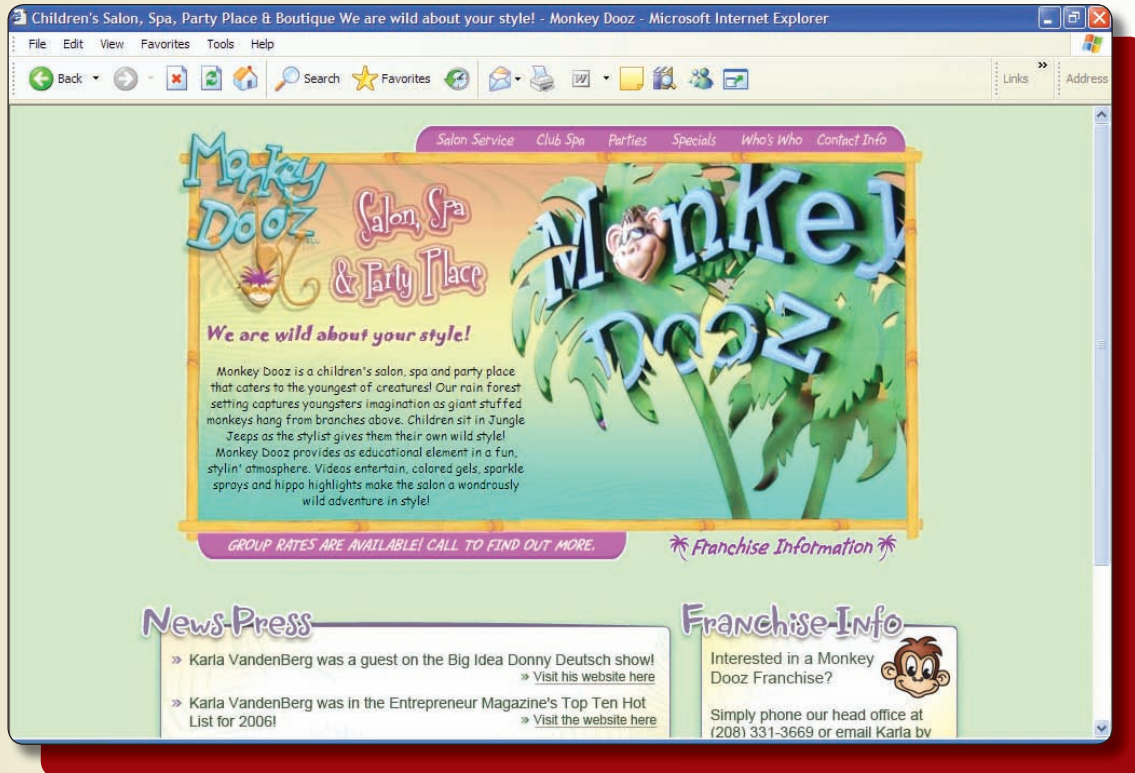 Children's Salon, Spa, Party Place & Boutique We are wild about your style! - Monkey Dooz - Microsoft Internet Explorer
File Edit View Favorites Tools Help
Back Search Favorites Links » Address
Salon Service Club Spa Parties Specials Who's Who Contact Info
Monkey
Dooz
Salon, Spa
& Party Place
Monkey
Dooz
We are wild about your style!
Monkey Dooz is a children's salon, spa and party place
that caters to the youngest of creatures! Our rain forest
setting captures youngsters imagination as giant stuffed
monkeys hang from branches above. Children sit in Jungle
Jeeps as the stylist gives them their own wild style!
Monkey Dooz provides as educational element in a fun,
stylin' atmosphere. Videos entertain, colored gels, sparkle
sprays and hippo highlights make the salon a wondrously
wild adventure in style!
GROUP RATES ARE AVAILABLE! CALL TO FIND OUT MORE.
Franchise Information
News Press
» Karla VandenBerg was a guest on the Big Idea Donny Deutsch show!
» Visit his website here
» Karla VandenBerg was in the Entrepreneur Magazine's Top Ten Hot
List for 2006!
» Visit the website here
Franchise Info
Interested in a Monkey
Dooz Franchise?
Simply phone our head office at
(208) 331-3669 or email Karla by